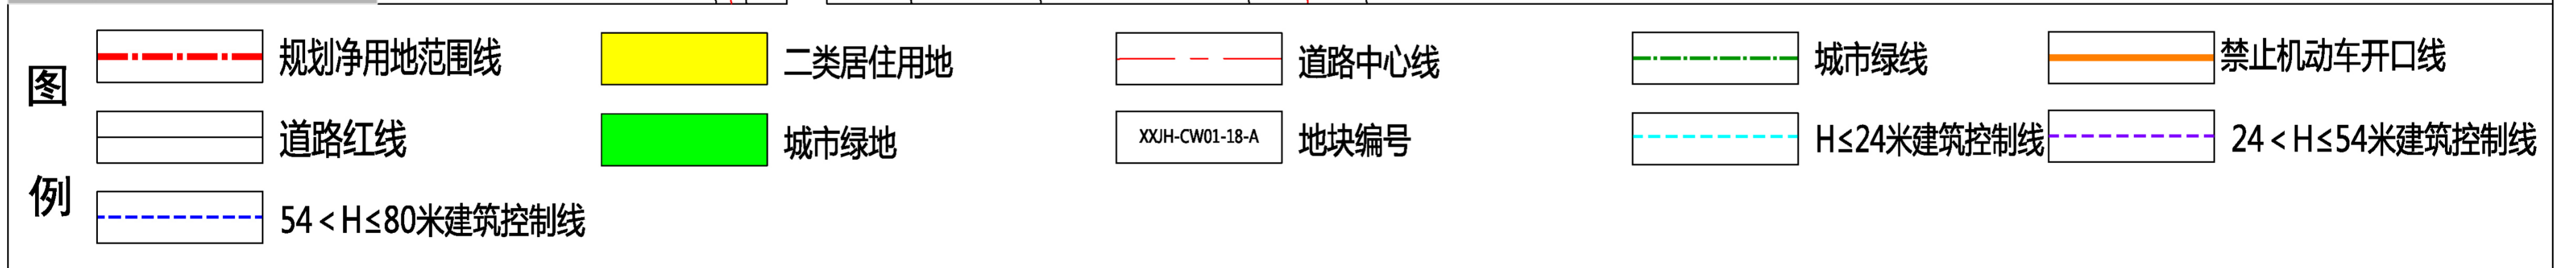 图例
规划净用地范围线
二类居住用地
道路中心线
城市绿线
禁止机动车开口线
道路红线
城市绿地
XXJH-CW01-18-A
地块编号
H≤24米建筑控制线
24<H≤54米建筑控制线
54<H≤80米建筑控制线